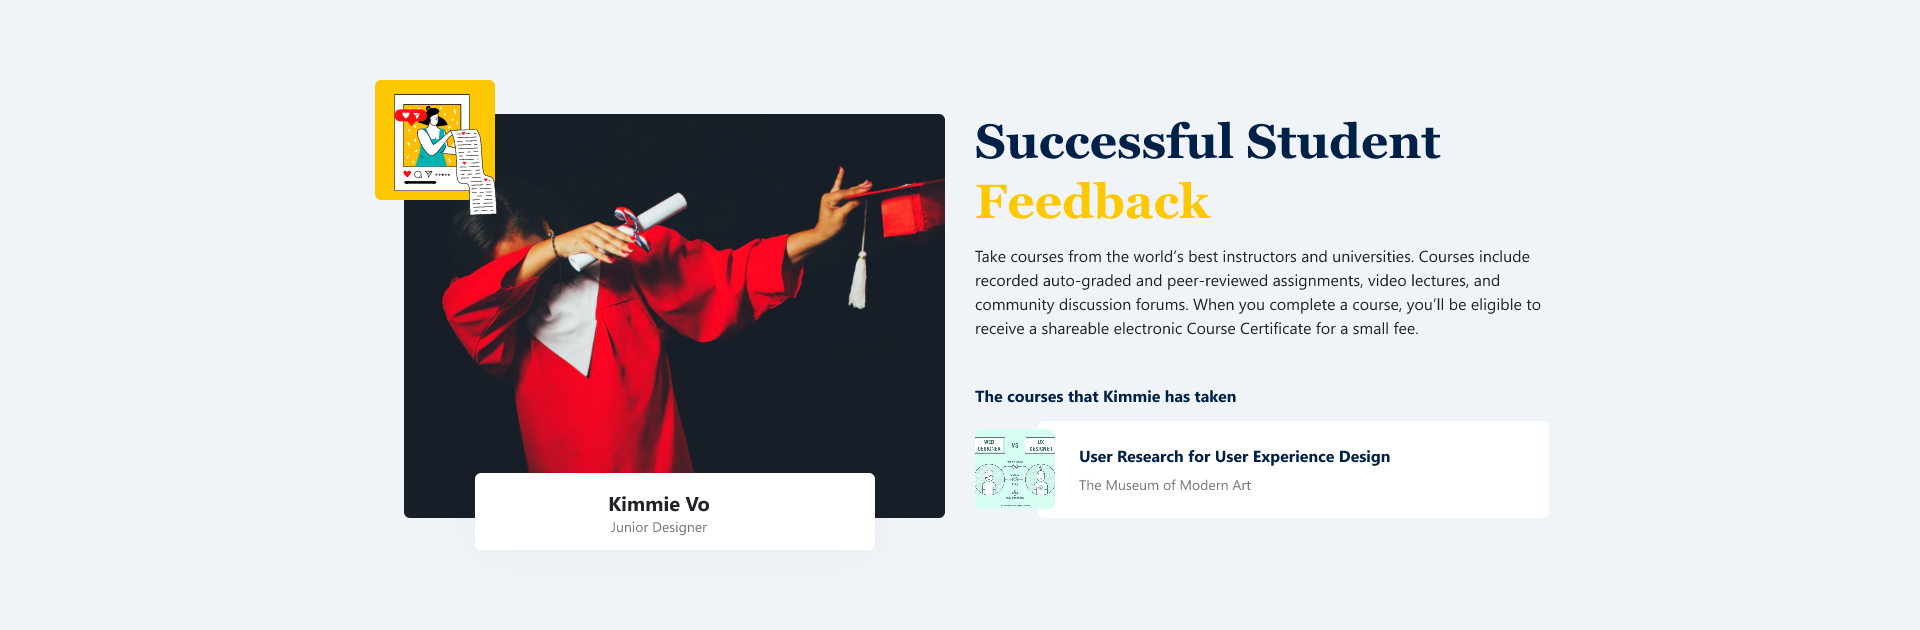 Successful Student
Feedback
Take courses from the world’s best instructors and universities. Courses include
recorded auto-graded and peer-reviewed assignments, video lectures, and
community discussion forums. When you complete a course, you’ll be eligible to
receive a shareable electronic Course Certificate for a small fee.
The courses that Kimmie has taken
WEB
DESIGNER
VS
UX
DESIGNER
User Research for User Experience Design
The Museum of Modern Art
Kimmie Vo
Junior Designer